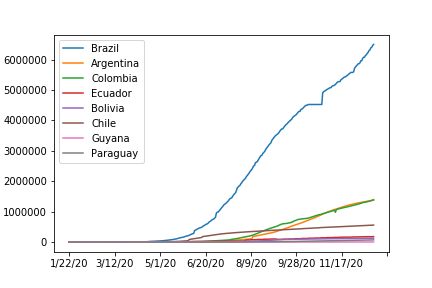 Brazil
Argentina
Colombia
Ecuador
Bolivia
Chile
Guyana
Paraguay
6000000
5000000
4000000
3000000
2000000
1000000
0
1/22/20 3/12/20 5/1/20 6/20/20 8/9/20 9/28/20 11/17/20